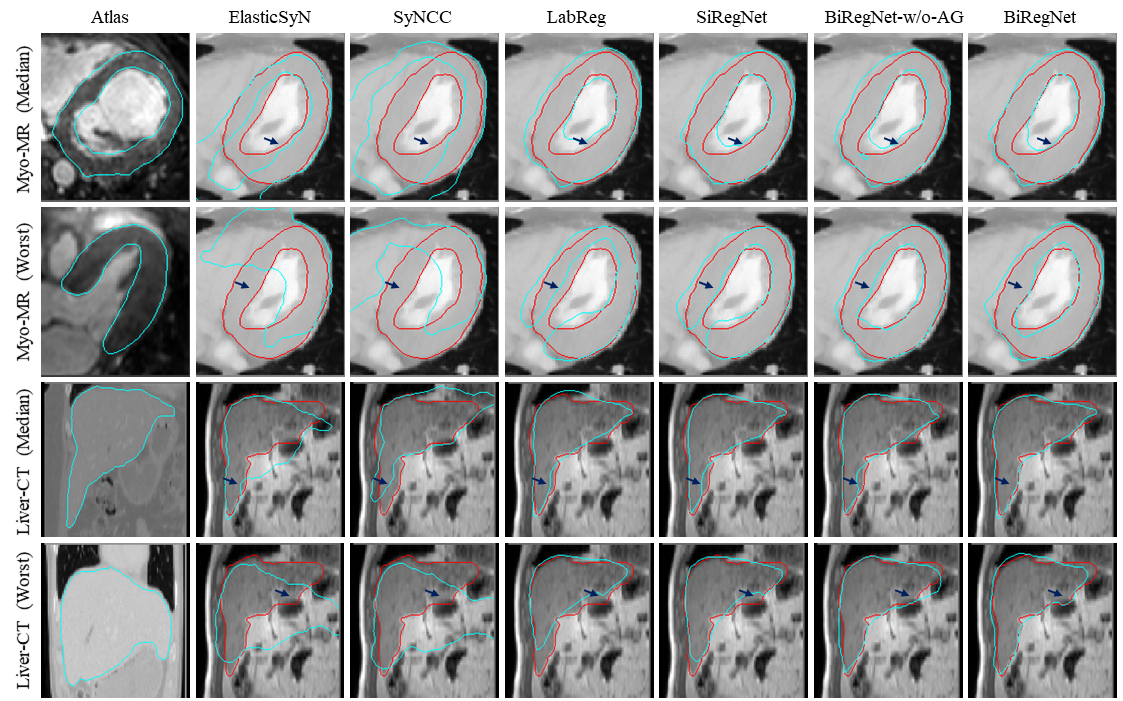 Atlas ElasticSyN SyNCC LabReg SiRegNet BiRegNet-w/o-AG BiRegNet
Myo-MR (Median)
Myo-MR (Worst)
Liver-CT (Median)
Liver-CT (Worst)